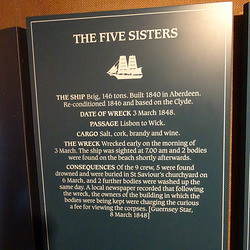 THE FIVE SISTERS
THE SHIP Brig, 146 tons. Built 1840 in Aberdeen.
Re-conditioned 1846 and based on the Clyde.
DATE OF WRECK 3 March 1848.
PASSAGE Lisbon to Wick.
CARGO Salt, cork, brandy and wine.
THE WRECK Wrecked early on the morning of
3 March. The ship was sighted at 7.00 am and 2 bodies
were found on the beach shortly afterwards.
CONSEQUENCES Of the 9 crew, 5 were found
drowned and were buried in St Saviour's churchyard on
6 March, and 2 further bodies were washed up the
same day. A local newspaper recorded that following
the wreck, the owners of the building in which the
bodies were being kept were charging the curious
a fee for viewing the corpses. [Guernsey Star,
8 March 1848]